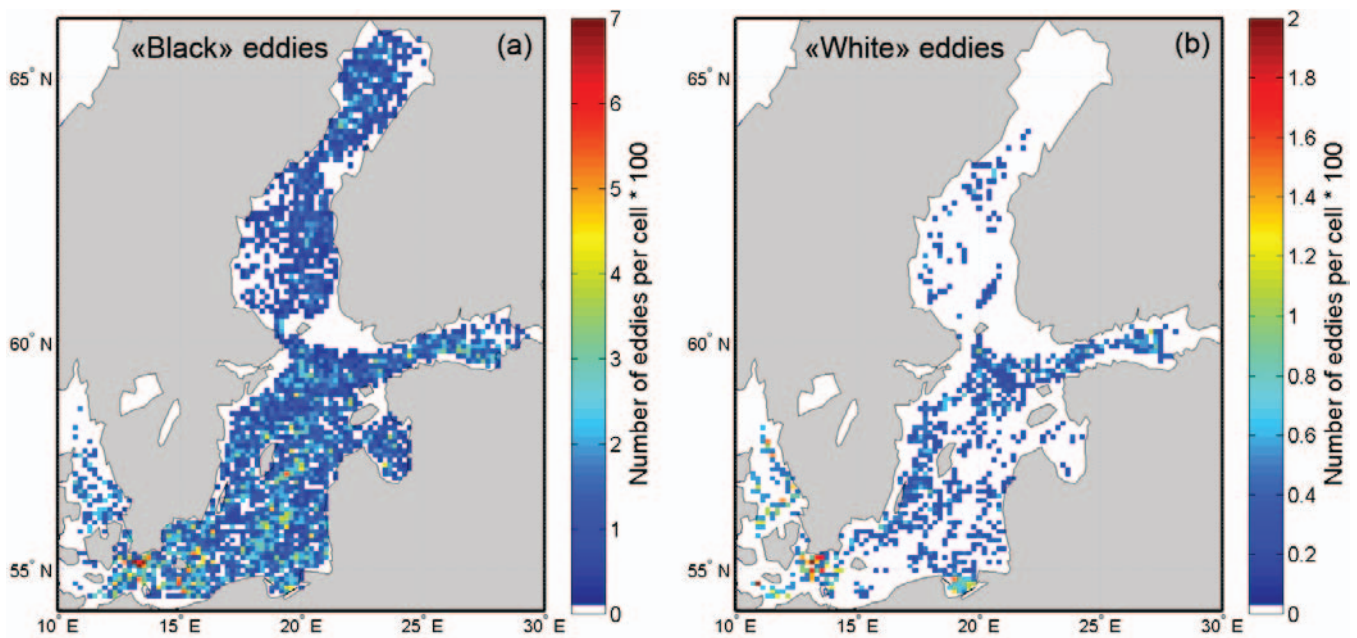 «Black» eddies
(a)
65° N
60° N
55° N
10° E
15° E
20° E
25° E
30° E
7
6
5
4
3
2
1
0
Number of eddies per cell * 100
«White» eddies
(b)
65° N
60° N
55° N
10° E
15° E
20° E
25° E
30° E
2
1.8
1.6
1.4
1.2
1
0.8
0.6
0.4
0.2
0
Number of eddies per cell * 100